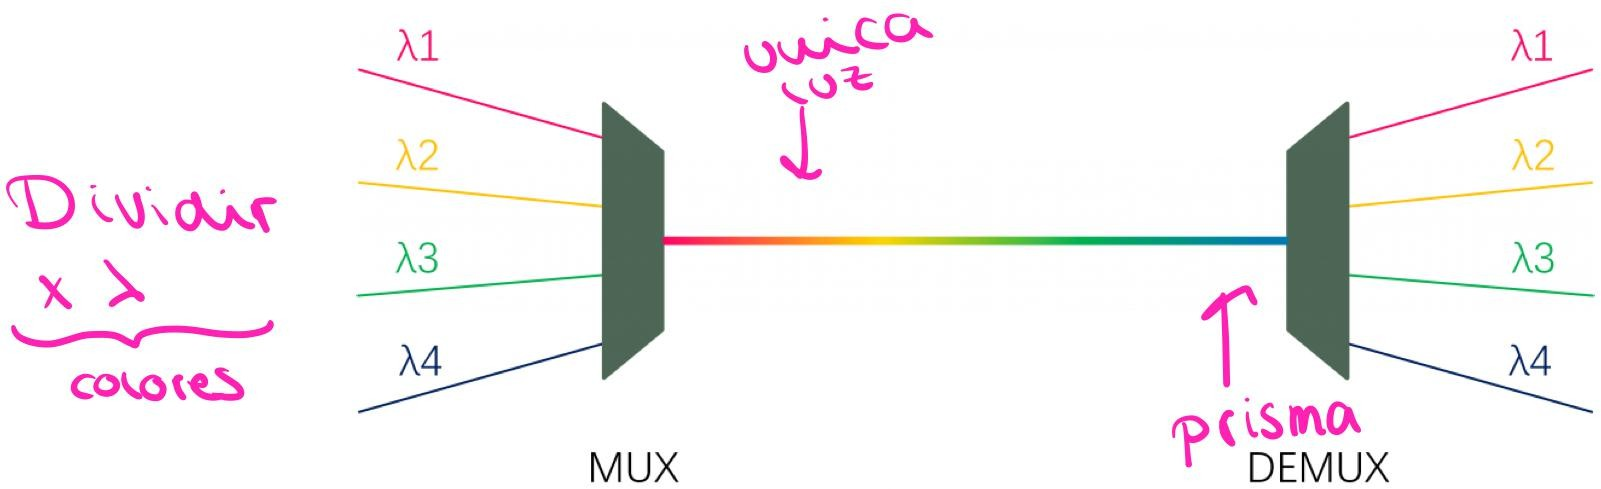 λ1
λ2
λ3
λ4
Dividir
x λ
colores
unica
luz
MUX
λ1
λ2
λ3
λ4
prisma
DEMUX